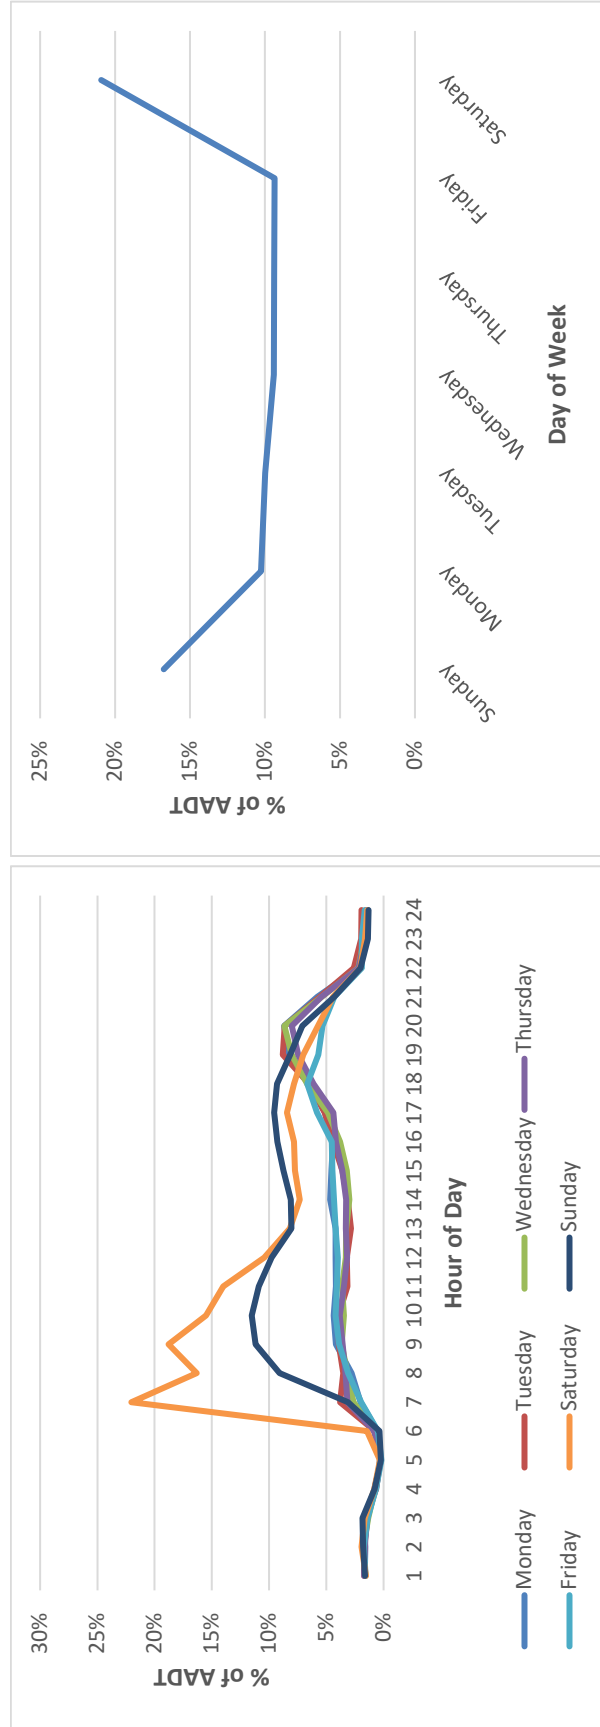 % of AADT
30%
25%
20%
15%
10%
5%
0%
1 2 3 4 5 6 7 8 9 10 11 12 13 14 15 16 17 18 19 20 21 22 23 24
Hour of Day
Monday Tuesday Wednesday Thursday
Friday Saturday Sunday
% of AADT
25%
20%
15%
10%
5%
0%
Sunday Monday Tuesday Wednesday Thursday Friday Saturday
Day of Week